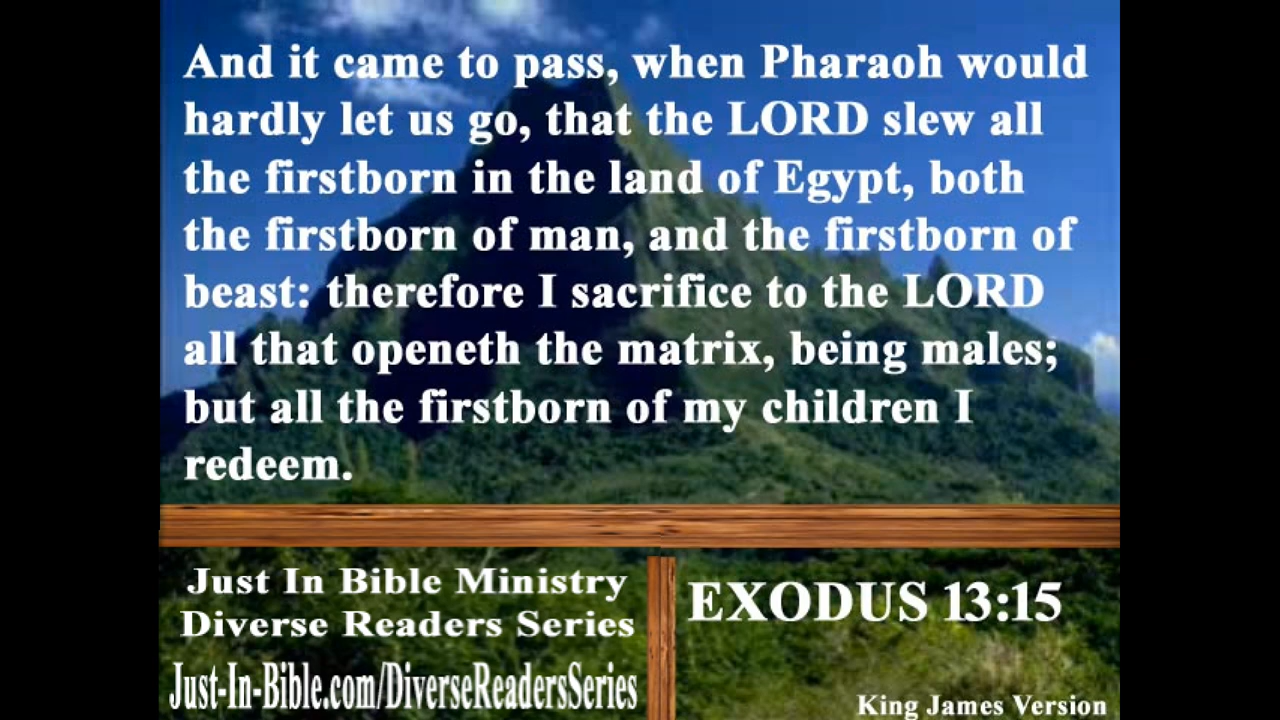 And it came to pass, when Pharaoh would
hardly let us go, that the LORD slew all
the firstborn in the land of Egypt, both
the firstborn of man, and the firstborn of
beast: therefore I sacrifice to the LORD
all that openeth the matrix, being males;
but all the firstborn of my children I
redeem.
Just In Bible Ministry
Diverse Readers Series
Just-In-Bible.com/DiverseReadersSeries
EXODUS 13:15
King James Version